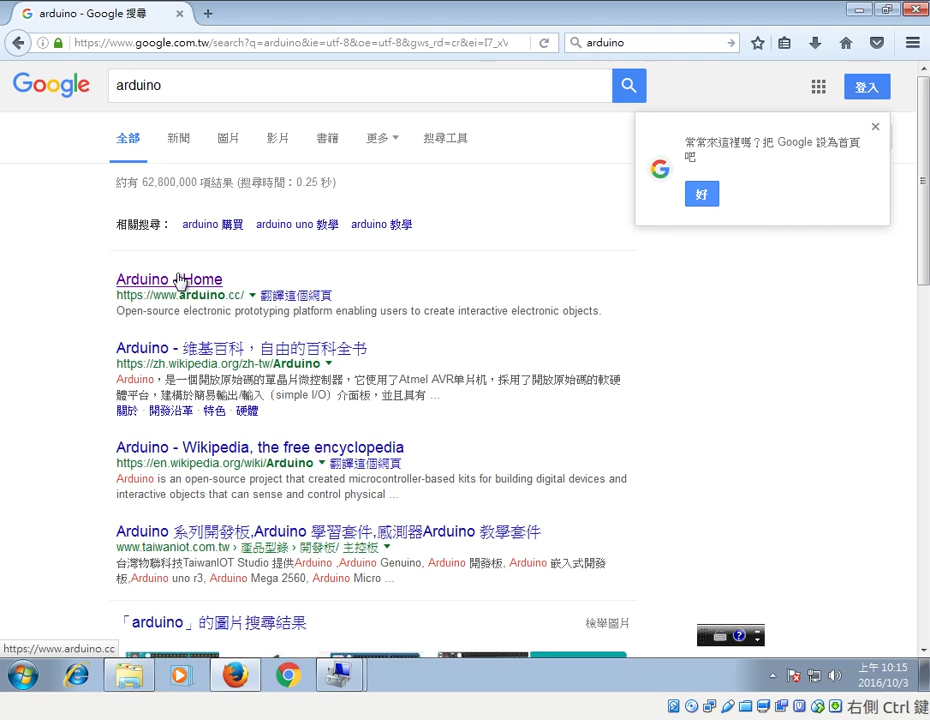 arduino - Google 搜尋
https://www.google.com.tw/search?q=arduino&ie=utf-8&oe=utf-8&gws_rd=cr&ei=I7_xV
arduino
Google
arduino
登入
全部 新聞 圖片 影片 書籍 更多 搜尋工具
常常來這裡嗎？把 Google 設為首頁
吧
好
約有 62,800,000 項結果 (搜尋時間：0.25 秒)
相關搜尋： arduino 購買 arduino uno 教學 arduino 教學
Arduino - Home
https://www.arduino.cc/ 翻譯這個網頁
Open-source electronic prototyping platform enabling users to create interactive electronic objects.
Arduino - 维基百科，自由的百科全书
https://zh.wikipedia.org/zh-tw/Arduino
Arduino，是一個開放原始碼的單晶片微控制器，它使用了Atmel AVR单片机，採用了開放原始碼的軟硬
體平台，建構於簡易輸出/輸入（simple I/O）介面板，並且具有 ...
關於 · 開發沿革 · 特色 · 硬體
Arduino - Wikipedia, the free encyclopedia
https://en.wikipedia.org/wiki/Arduino 翻譯這個網頁
Arduino is an open-source project that created microcontroller-based kits for building digital devices and
interactive objects that can sense and control physical ...
Arduino 系列開發板,Arduino 學習套件,感測器Arduino 教學套件
www.taiwaniot.com.tw › 產品型錄 › 開發板/ 主控板
台灣物聯科技TaiwanIOT Studio 提供Arduino ,Arduino Genuino, Arduino 開發板, Arduino 嵌入式開發
板,Arduino uno r3, Arduino Mega 2560, Arduino Micro ...
「arduino」的圖片搜尋結果
檢舉圖片
https://www.arduino.cc
上午 10:15
2016/10/3
右側 Ctrl 鍵